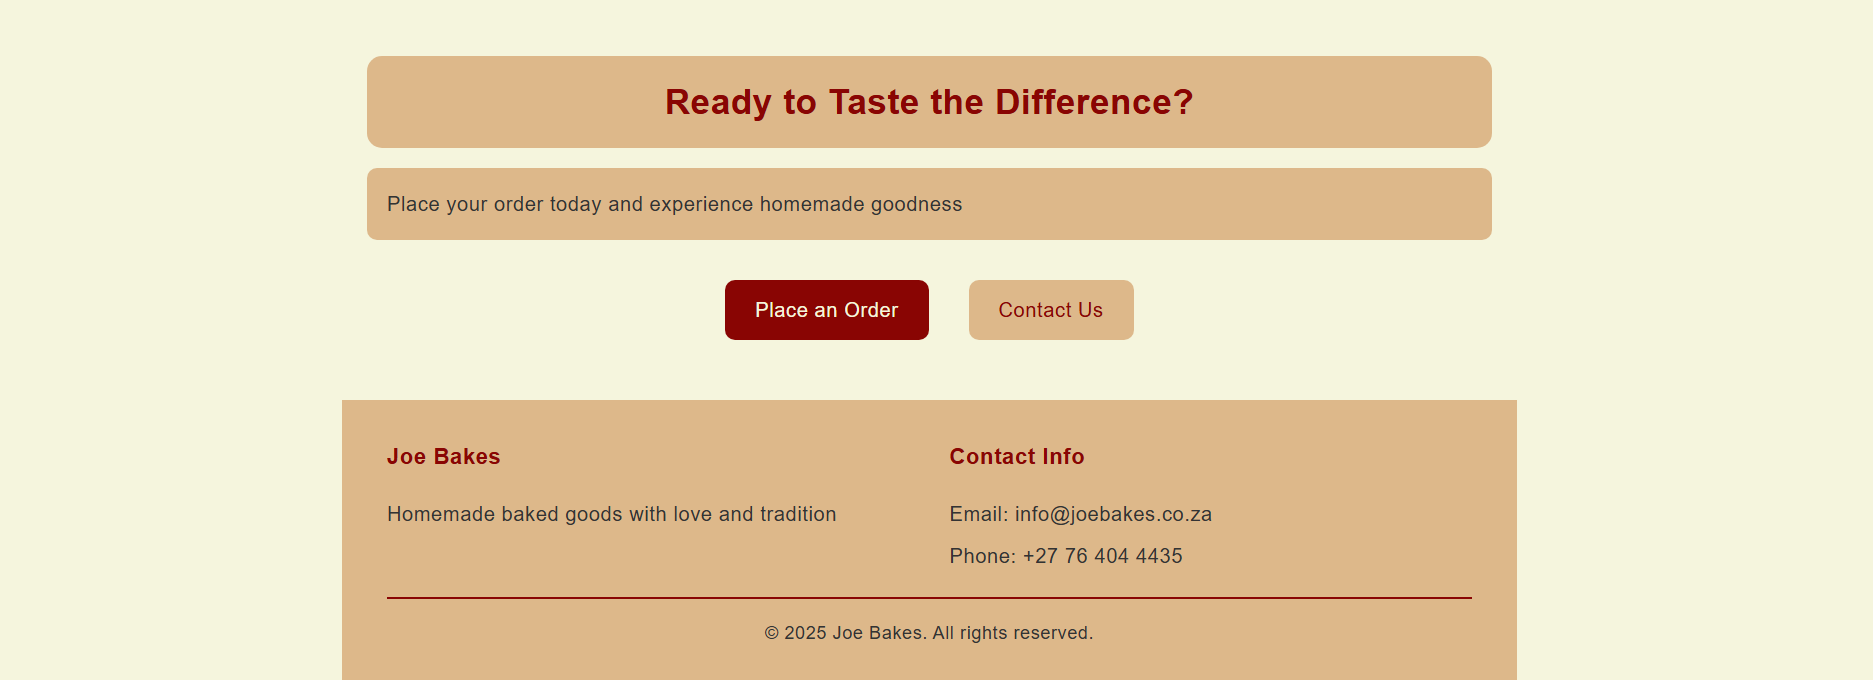 Ready to Taste the Difference?
Place your order today and experience homemade goodness
Place an Order
Contact Us
Joe Bakes
Homemade baked goods with love and tradition
Contact Info
Email: info@joebakes.co.za
Phone: +27 76 404 4435
© 2025 Joe Bakes. All rights reserved.